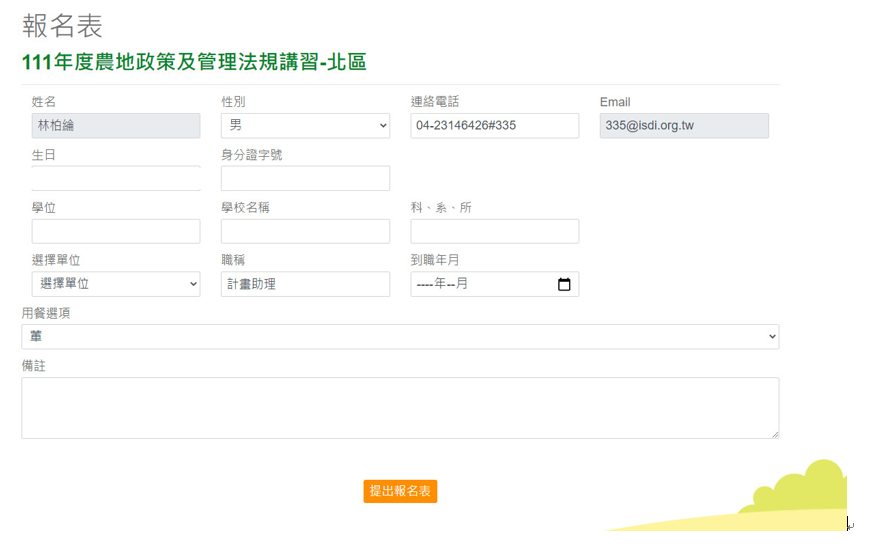 報名表
111年度農地政策及管理法規講習-北區
姓名 性別 連絡電話 Email
林柏綸 男 04-23146426#335 335@isdi.org.tw
生日 身分證字號
學位 學校名稱 科、系、所
選擇單位 職稱 到職年月
選擇單位 計畫助理 ----年--月
用餐選項
葷
備註
提出報名表